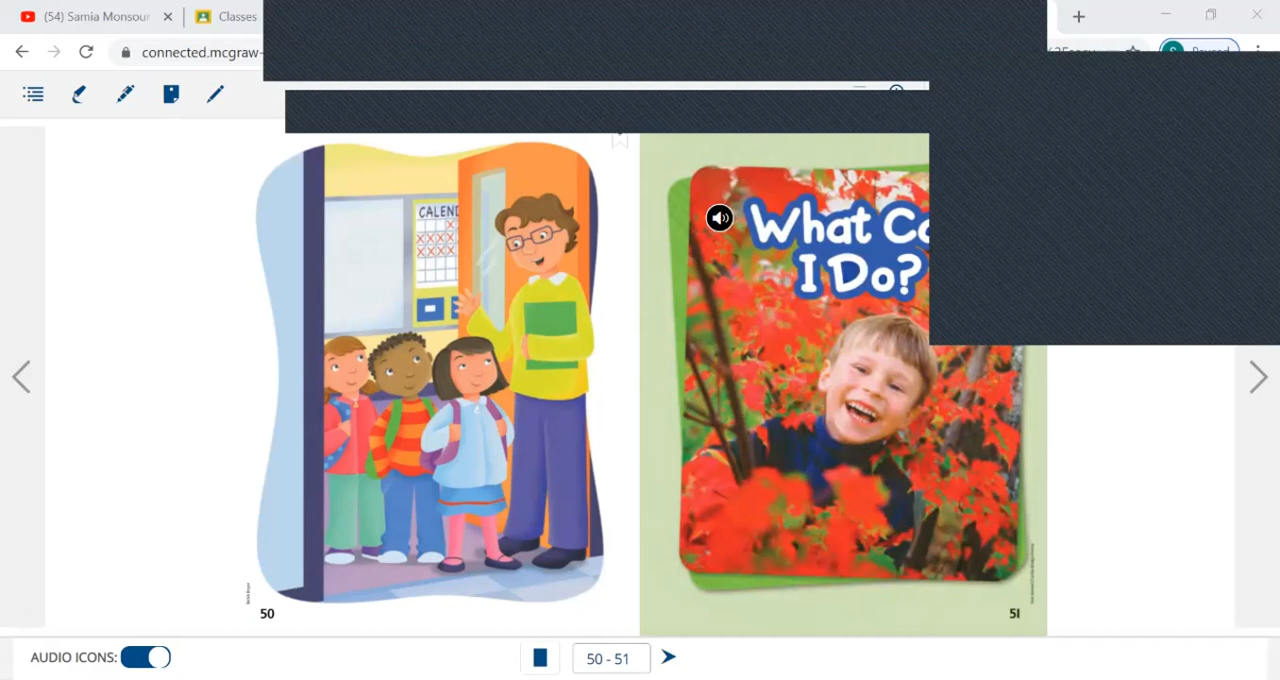 (54) Samia Monsour
Classes
connected.mcgraw-
CALEND
What Ca
I Do?
50
51
AUDIO ICONS:
50 - 51